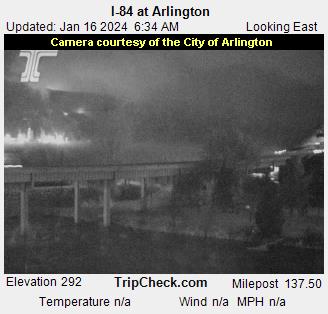 I-84 at Arlington
Updated: Jan 16 2024 6:34 AM Looking East
Camera courtesy of the City of Arlington
Elevation 292 TripCheck.com Milepost 137.50
Temperature n/a Wind n/a MPH n/a